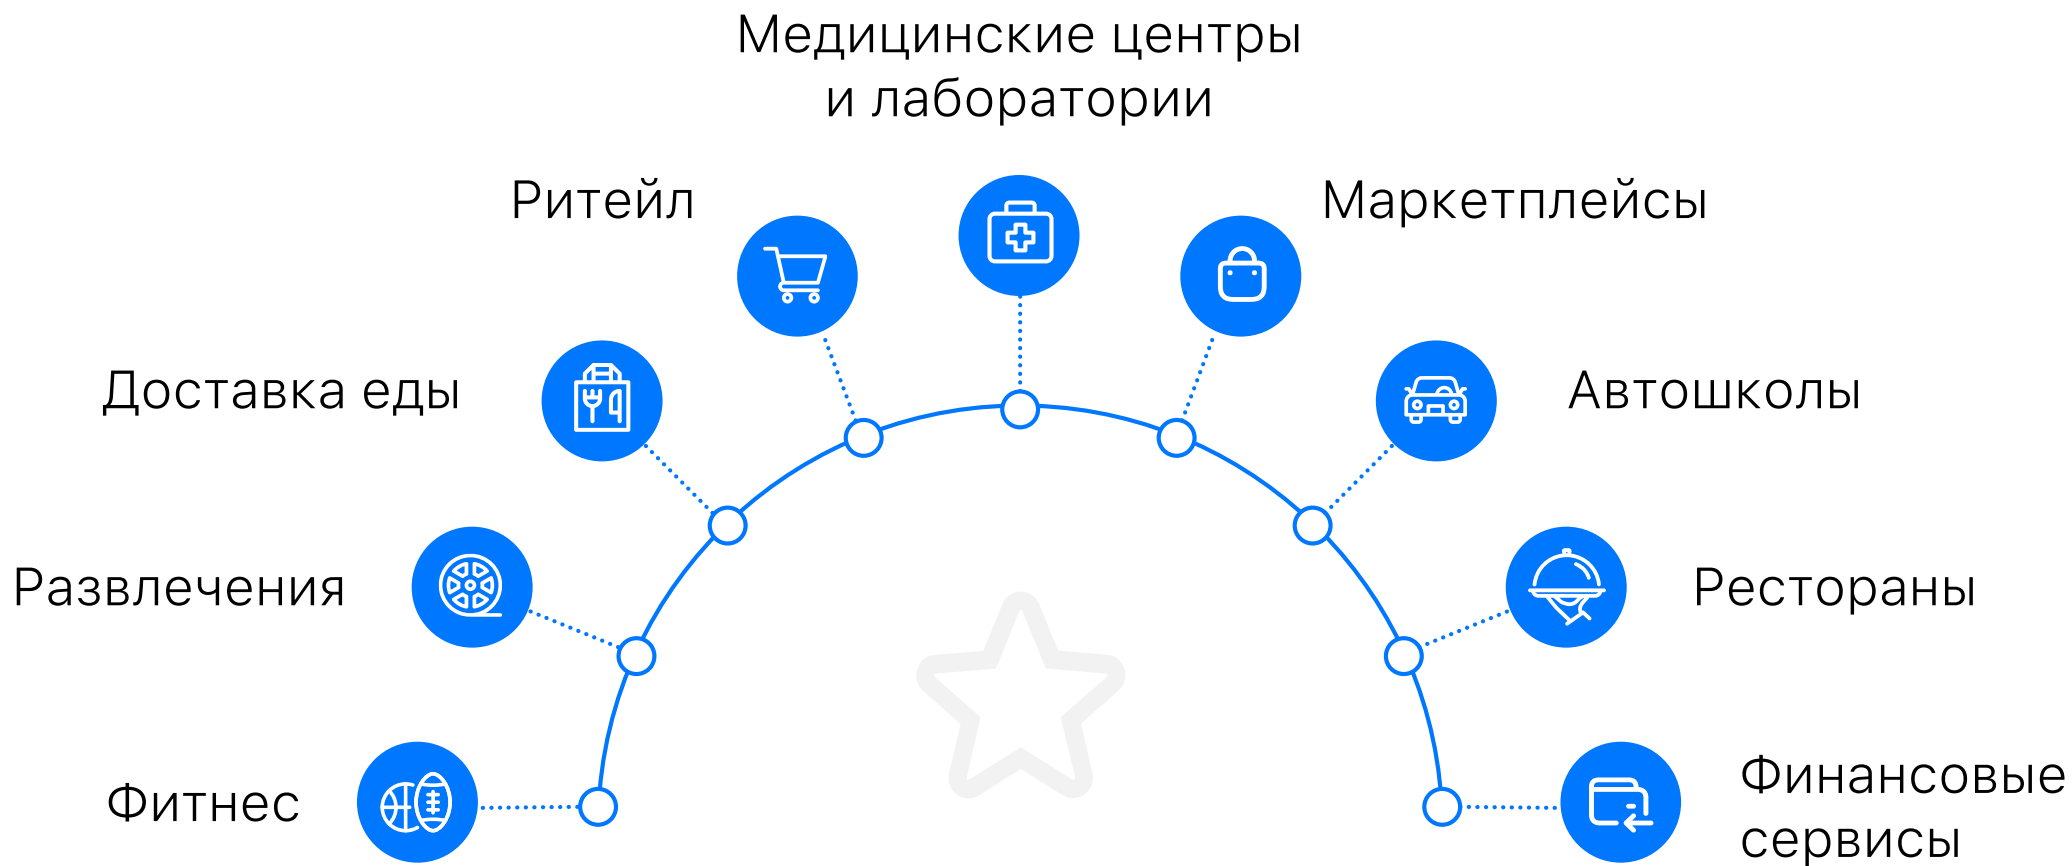 Медицинские центры
и лаборатории
Ритейл
Маркетплейсы
Доставка еды
Автошколы
Развлечения
Рестораны
Фитнес
Финансовые
сервисы